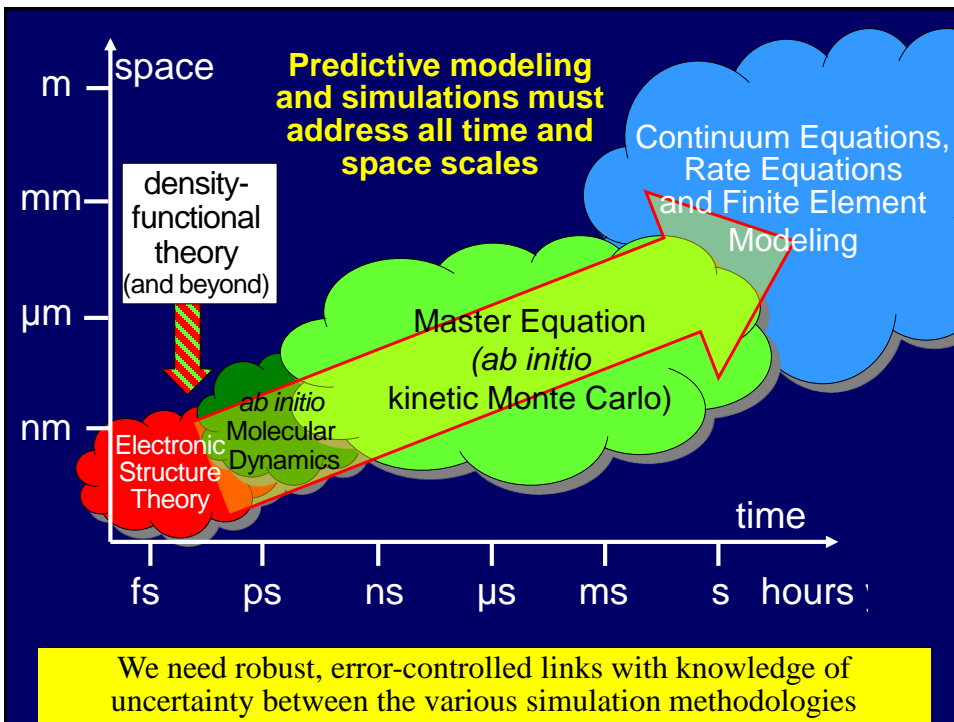 space
m
mm
µm
nm
Predictive modeling
and simulations must
address all time and
space scales
density-
functional
theory
(and beyond)
Continuum Equations,
Rate Equations
and Finite Element
Modeling
Master Equation
(ab initio
kinetic Monte Carlo)
ab initio
Molecular
Dynamics
Electronic
Structure
Theory
time
fs ps ns µs ms s hours
We need robust, error-controlled links with knowledge of
uncertainty between the various simulation methodologies